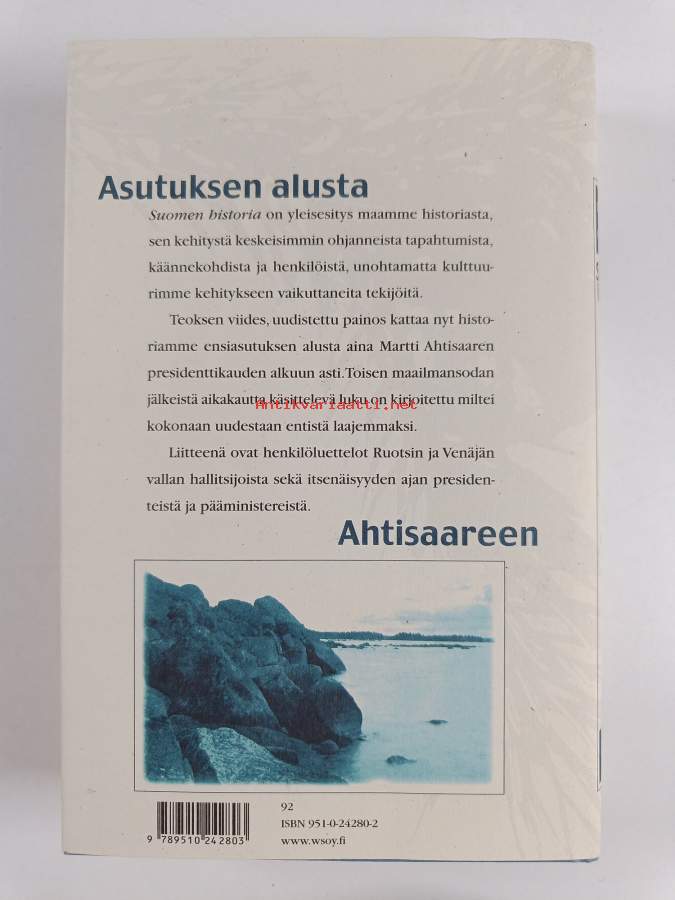 Asutuksen alusta
Suomen historia on yleisesitys maamme historiasta,
sen kehitystä keskeisimmin ohjanneista tapahtumista,
käännekohdista ja henkilöistä, unohtamatta kulttuu-
rimme kehitykseen vaikuttaneita tekijöitä.
Teoksen viides, uudistettu painos kattaa nyt histo-
riamme ensiasutuksen alusta aina Martti Ahtisaaren
presidenttikauden alkuun asti. Toisen maailmansodan
jälkeistä aikakautta käsittelevä luku on kirjoitettu miltei
Antikvariaatti.net
kokonaan uudestaan entistä laajemmaksi.
Liitteenä ovat henkilöluettelot Ruotsin ja Venäjän
vallan hallitsijoista sekä itsenäisyyden ajan presiden-
teistä ja pääministereistä.
Ahtisaareen
92
ISBN 951-0-24280-2
www.wsoy.fi
9 789510 242803